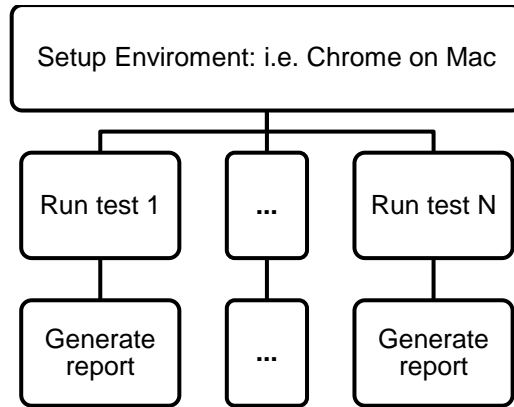 Setup Enviroment: i.e. Chrome on Mac
Run test 1
...
Run test N
Generate
report
...
Generate
report